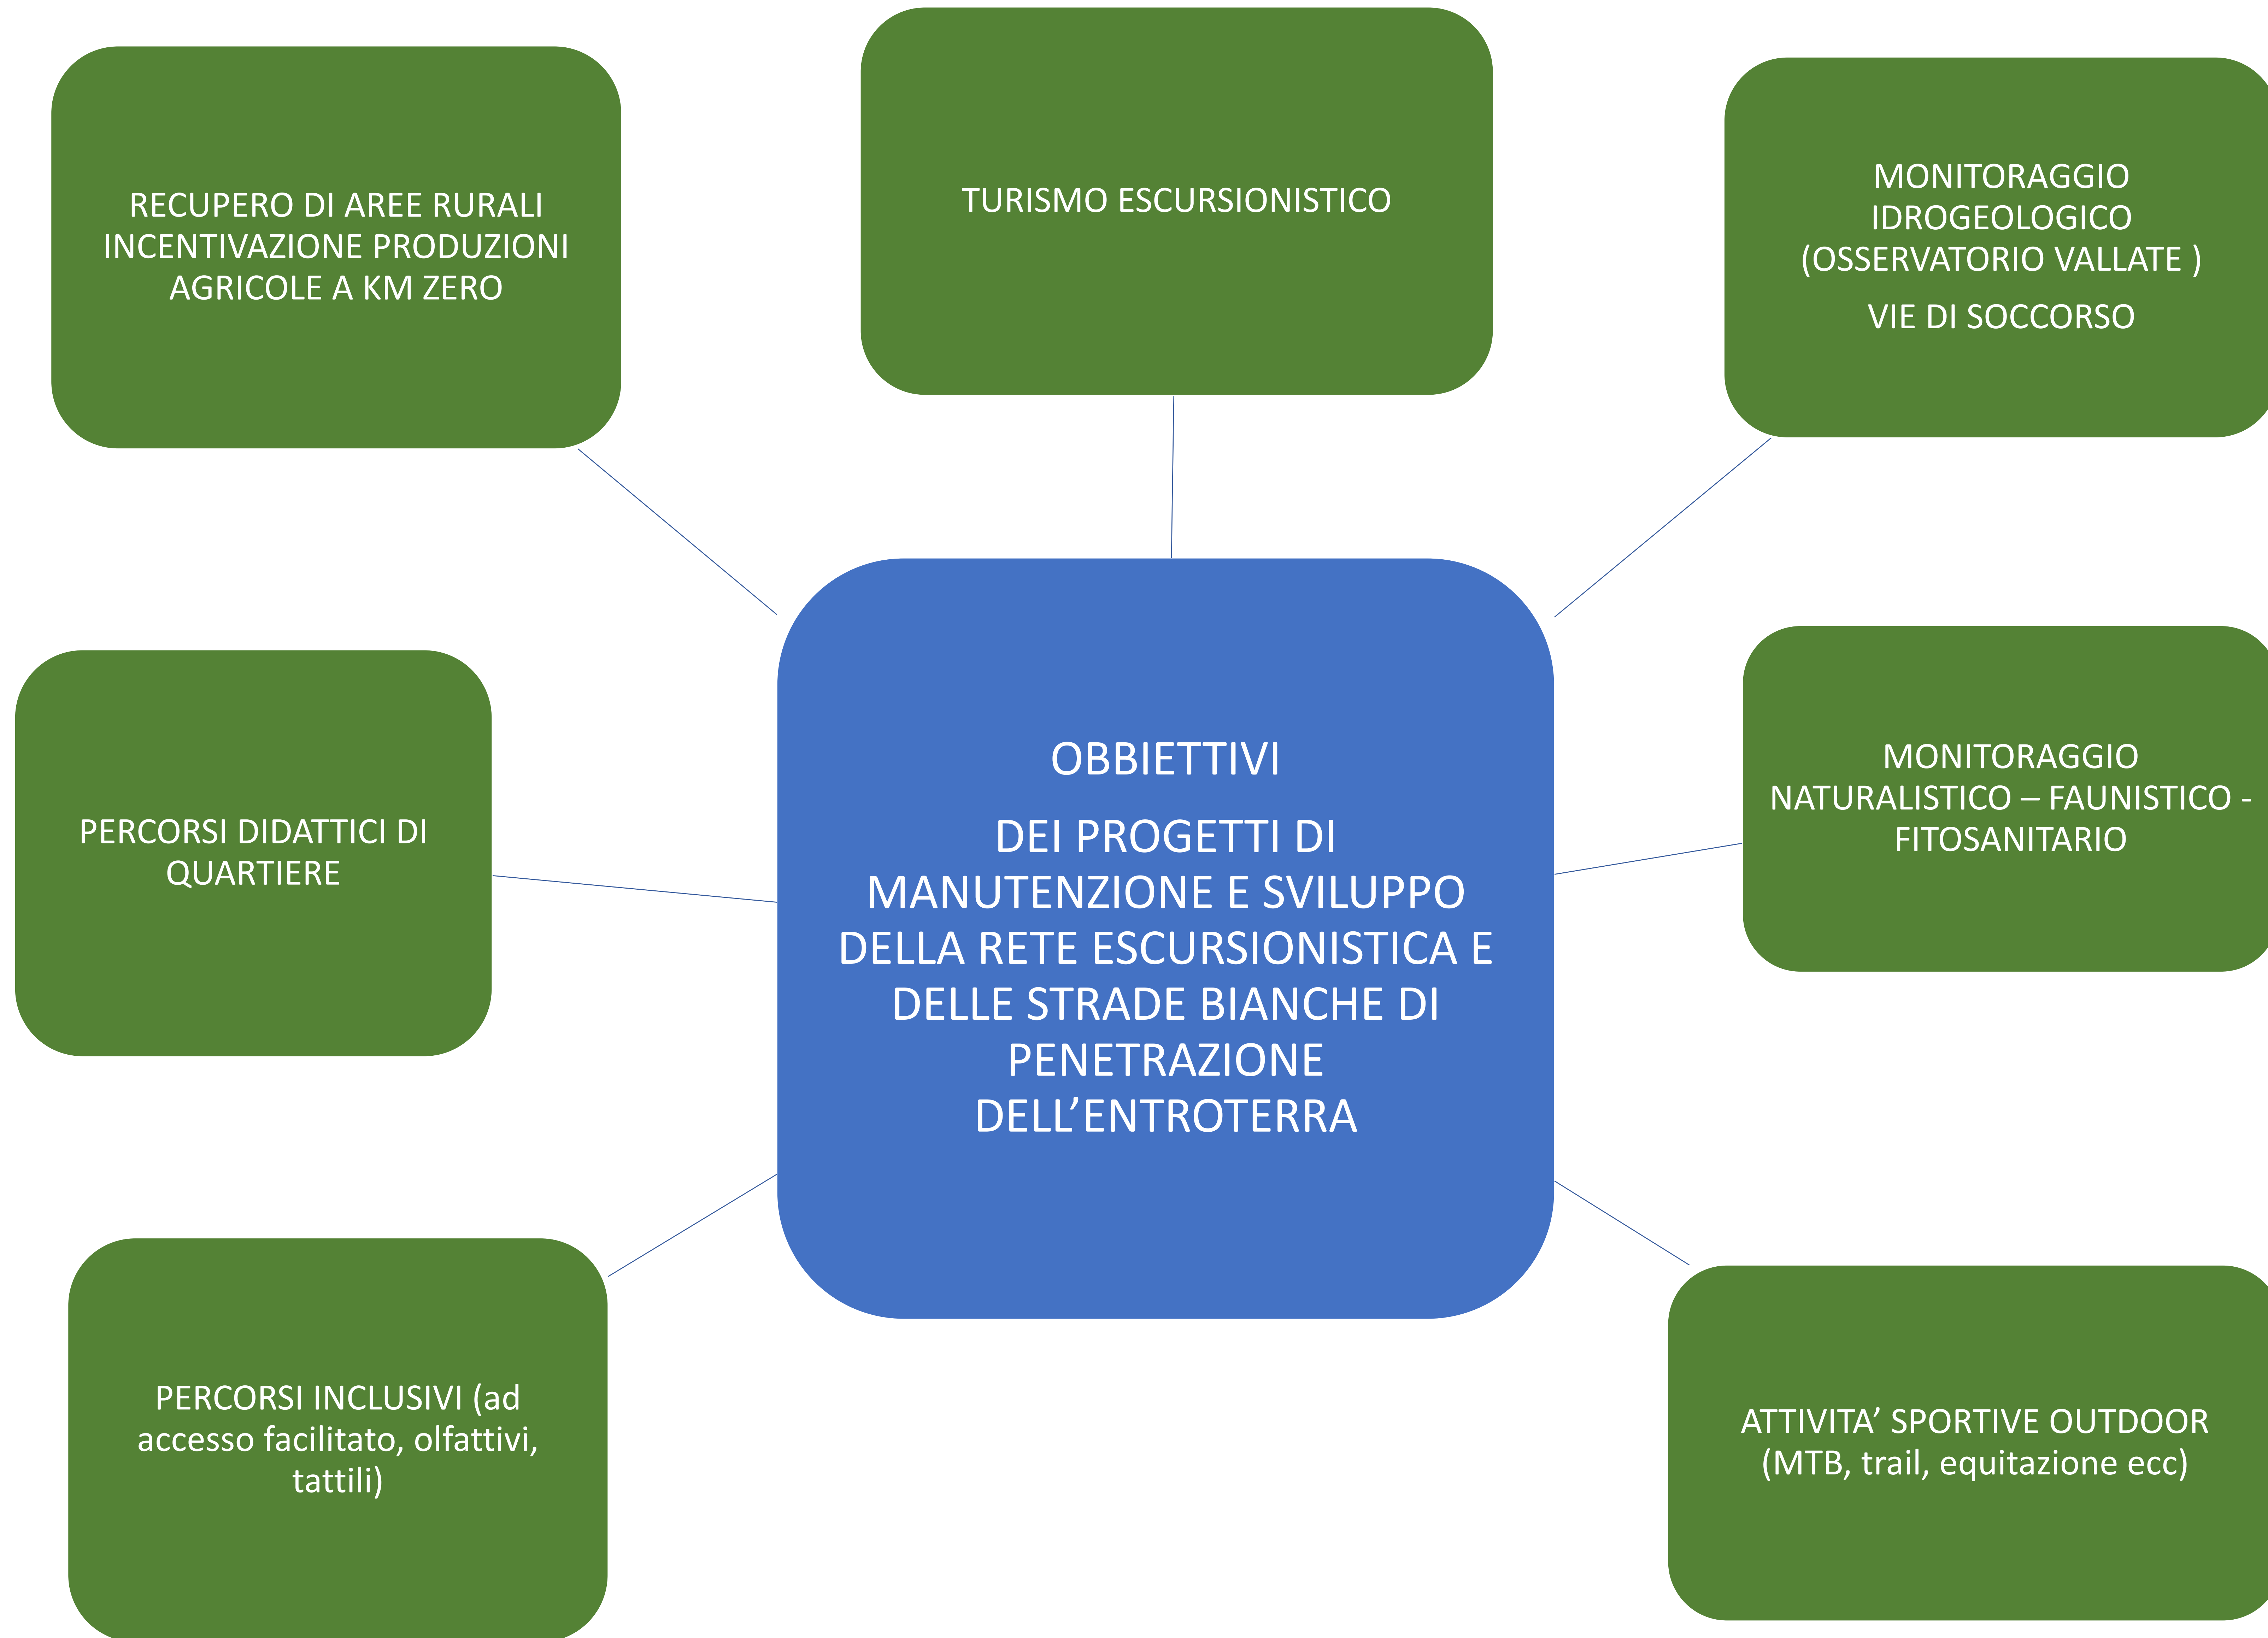 RECUPERO DI AREE RURALI
INCENTIVAZIONE PRODUZIONI
AGRICOLE A KM ZERO
TURISMO ESCURSIONISTICO
MONITORAGGIO
IDROGEOLOGICO
(OSSERVATORIO VALLATE )
VIE DI SOCCORSO
PERCORSI DIDATTICI DI
QUARTIERE
OBBIETTIVI
DEI PROGETTI DI
MANUTENZIONE E SVILUPPO
DELLA RETE ESCURSIONISTICA E
DELLE STRADE BIANCHE DI
PENETRAZIONE
DELL’ENTROTERRA
MONITORAGGIO
NATURALISTICO – FAUNISTICO -
FITOSANITARIO
PERCORSI INCLUSIVI (ad
accesso facilitato, olfattivi,
tattili)
ATTIVITA’ SPORTIVE OUTDOOR
(MTB, trail, equitazione ecc)